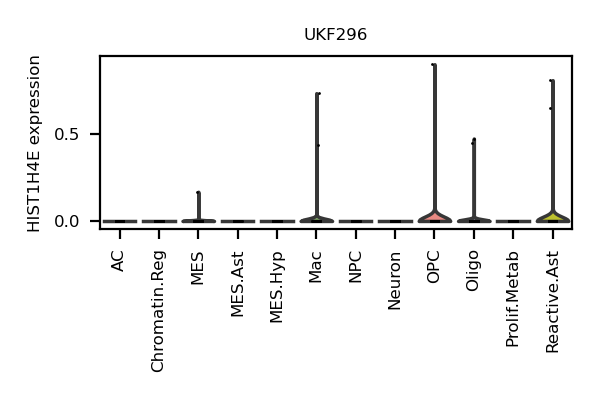 UKF296
HIST1H4E expression
0.5
0.0
AC
Chromatin.Reg
MES
MES.Ast
MES.Hyp
Mac
NPC
Neuron
OPC
Oligo
Prolif.Metab
Reactive.Ast